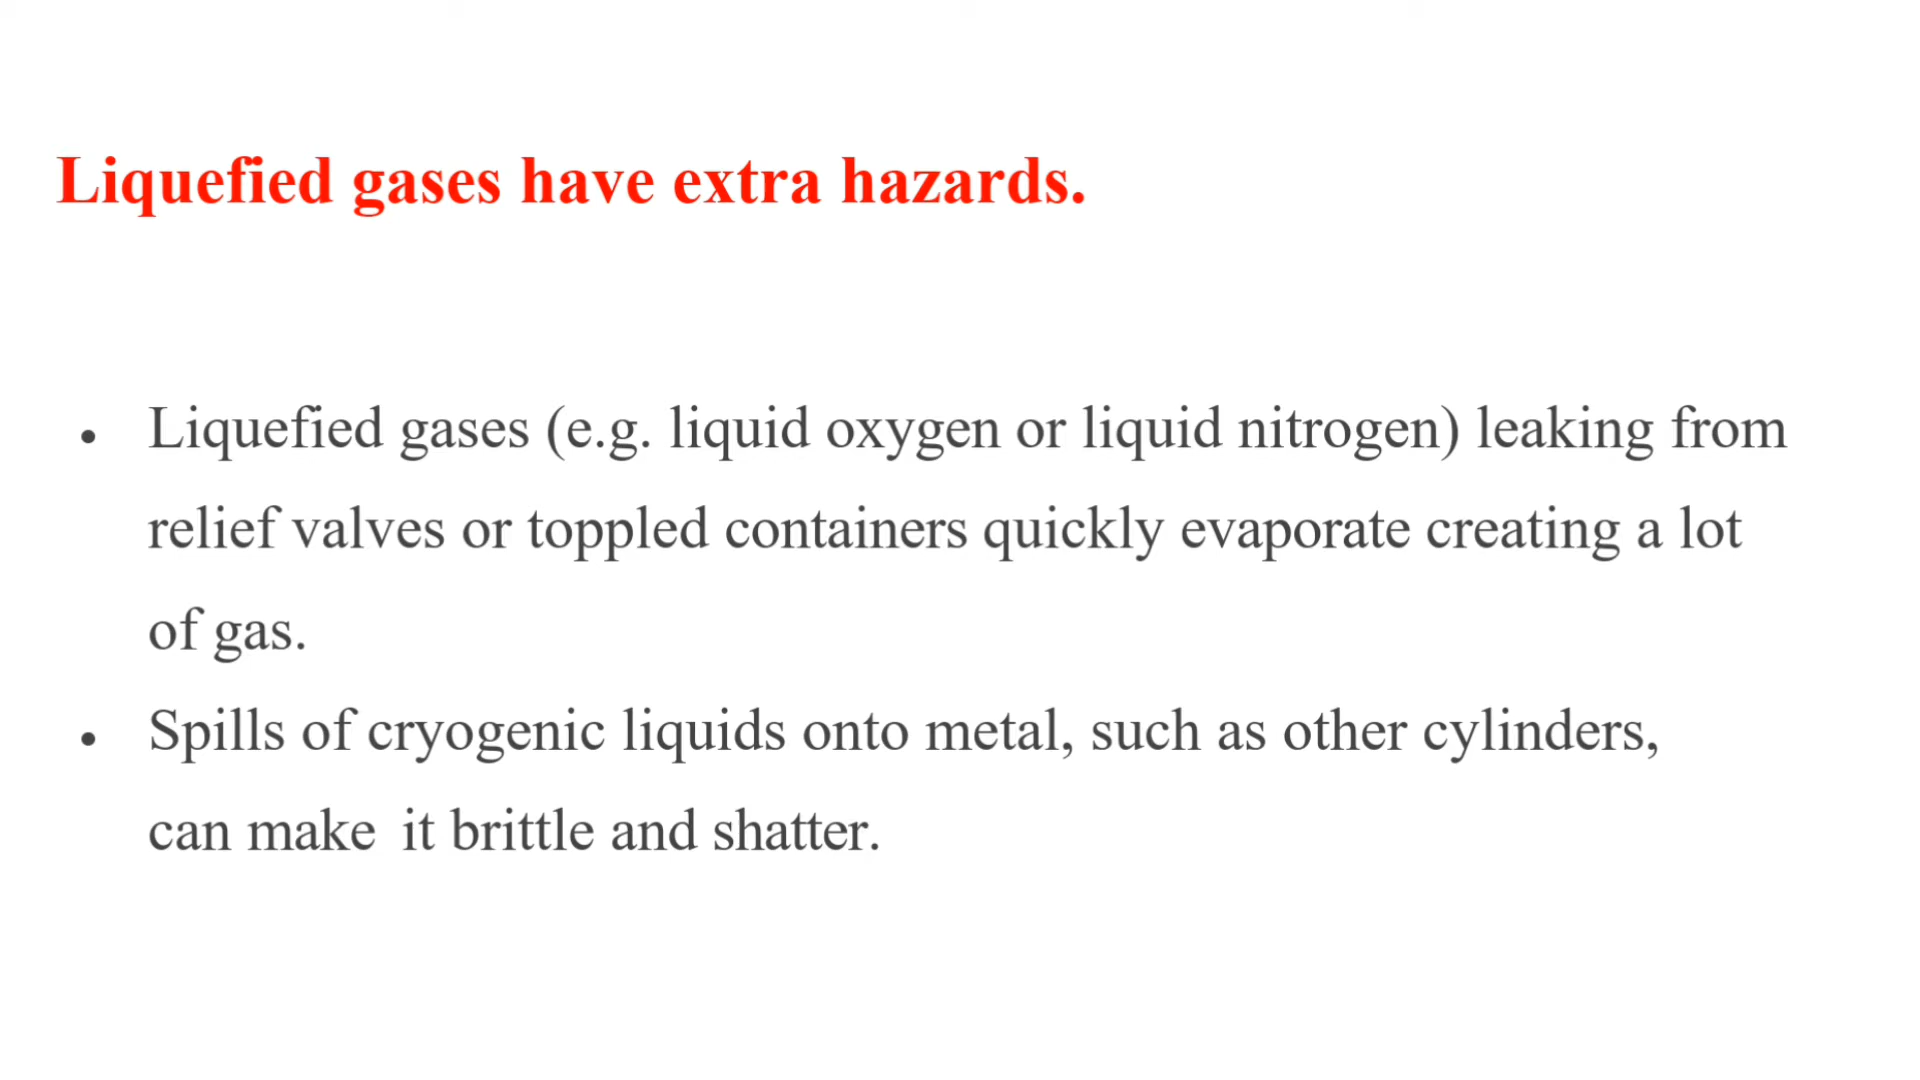 Liquefied gases have extra hazards.
• Liquefied gases (e.g. liquid oxygen or liquid nitrogen) leaking from
relief valves or toppled containers quickly evaporate creating a lot
of gas.
• Spills of cryogenic liquids onto metal, such as other cylinders,
can make it brittle and shatter.